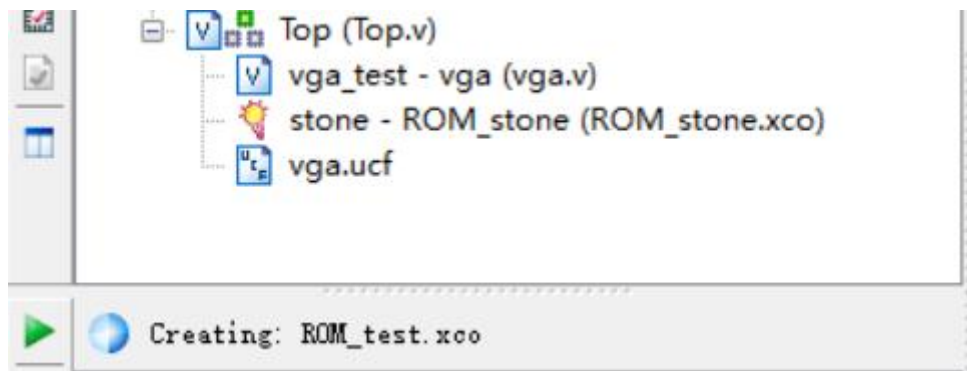 Top (Top.v)
vga_test - vga (vga.v)
stone - ROM_stone (ROM_stone.xco)
vga.ucf
Creating: ROM_test.xco